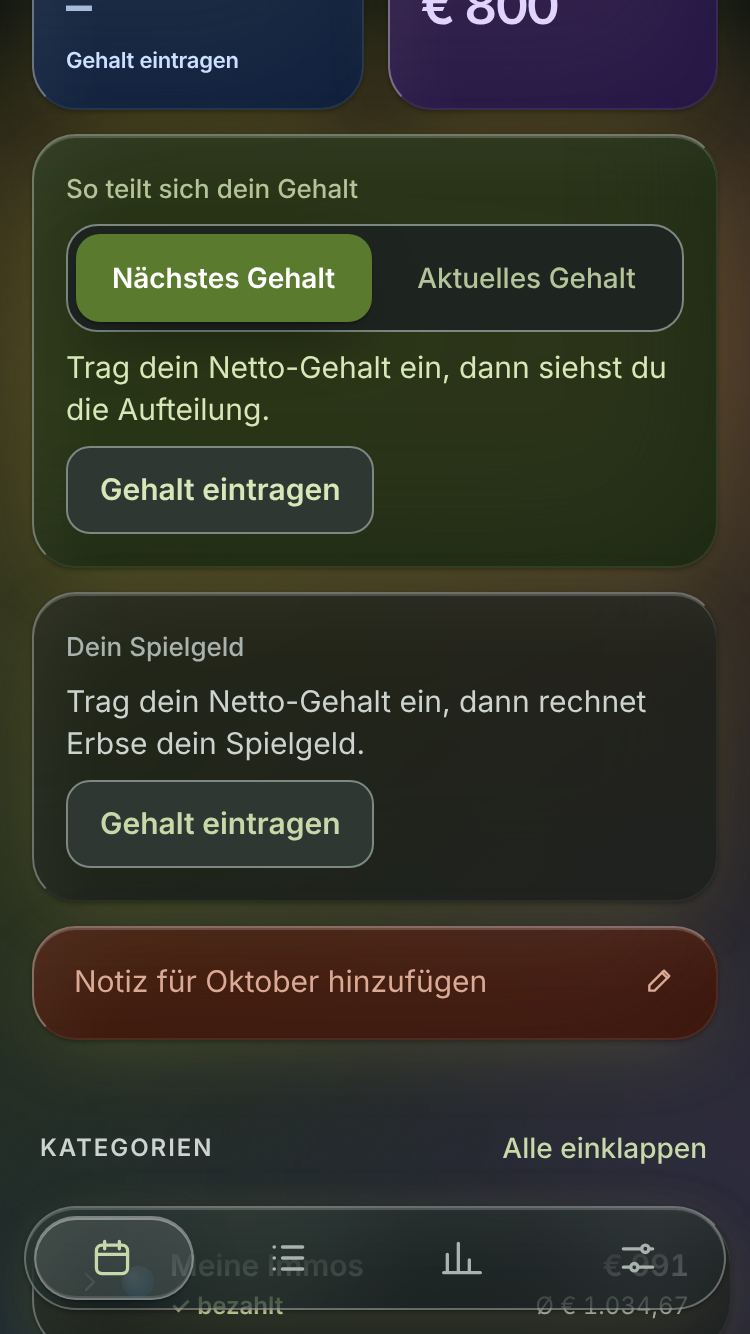 –
€ 800
Gehalt eintragen
So teilt sich dein Gehalt
Nächstes Gehalt
Aktuelles Gehalt
Trag dein Netto-Gehalt ein, dann siehst du
die Aufteilung.
Gehalt eintragen
Dein Spielgeld
Trag dein Netto-Gehalt ein, dann rechnet
Erbse dein Spielgeld.
Gehalt eintragen
Notiz für Oktober hinzufügen
KATEGORIEN
Alle einklappen
Meine Immos
€ 991
✓ bezahlt
Ø € 1.034,67